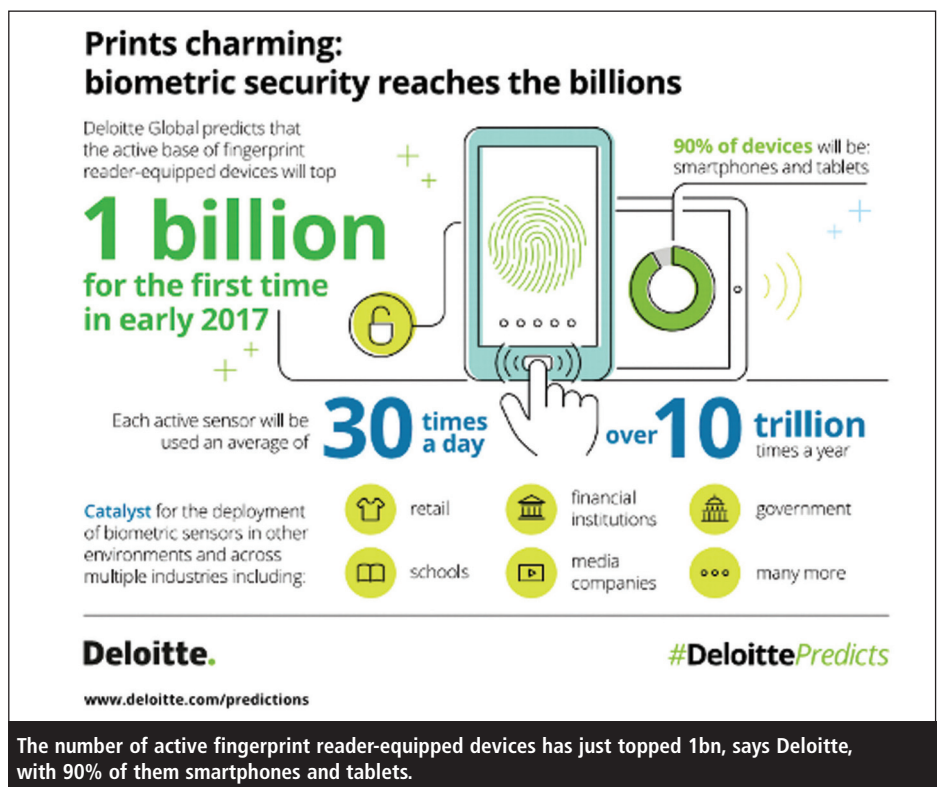 Prints charming:
biometric security reaches the billions
Deloitte Global predicts that
the active base of fingerprint
reader-equipped devices will top
1 billion
for the first time
in early 2017
90% of devices will be:
smartphones and tablets
Each active sensor will be
used an average of
30 times
a day
over 10 trillion
times a year
Catalyst for the deployment
of biometric sensors in other
environments and across
multiple industries including:
retail
financial
institutions
government
schools
media
companies
many more
Deloitte.
#DeloittePredicts
www.deloitte.com/predictions
The number of active fingerprint reader-equipped devices has just topped 1bn, says Deloitte,
with 90% of them smartphones and tablets.